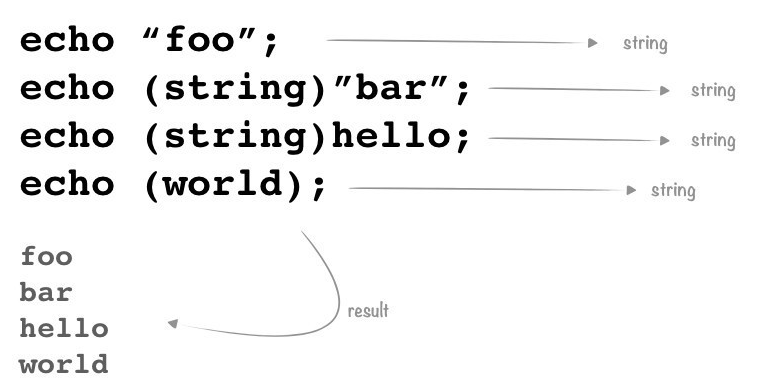 echo “foo”; string
echo (string)”bar”; string
echo (string)hello; string
echo (world); string
foo
bar
result
hello
world